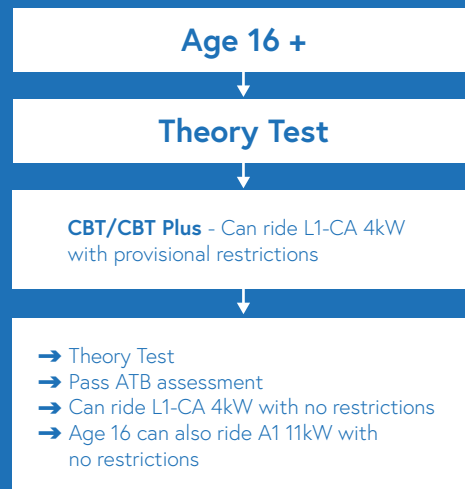 Age 16 +
Theory Test
CBT/CBT Plus - Can ride L1-CA 4kW
with provisional restrictions
➔ Theory Test
➔ Pass ATB assessment
➔ Can ride L1-CA 4kW with no restrictions
➔ Age 16 can also ride A1 11kW with
no restrictions